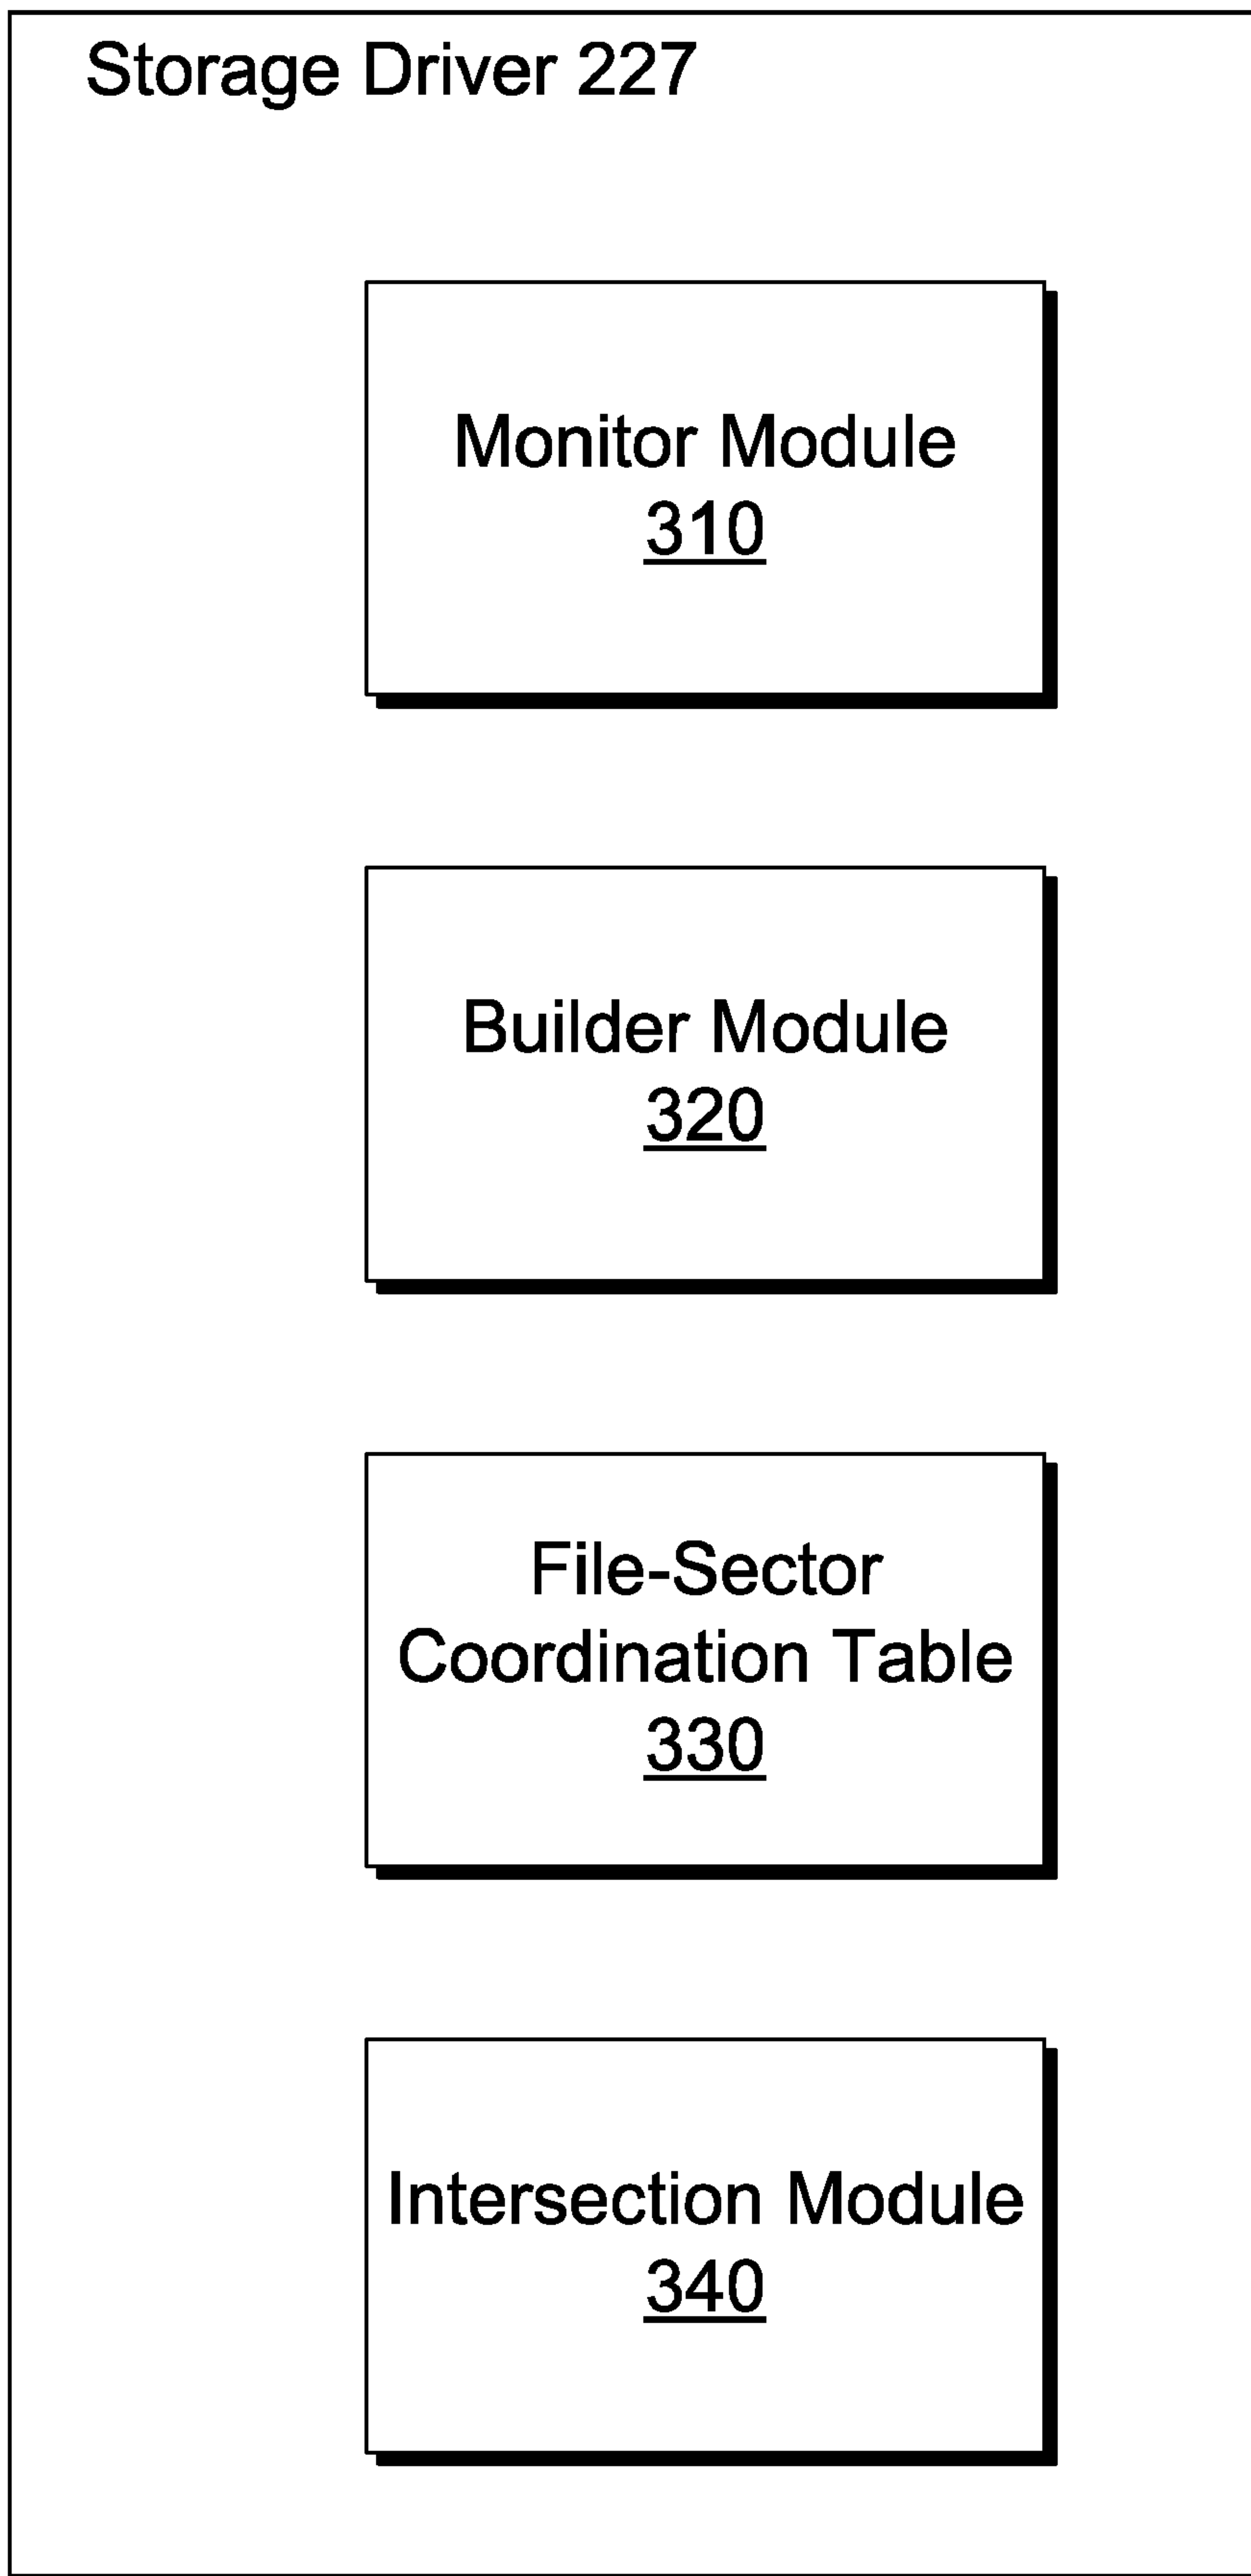 Storage Driver 227
Monitor Module
310
Builder Module
320
File-Sector
Coordination Table
330
Intersection Module
340